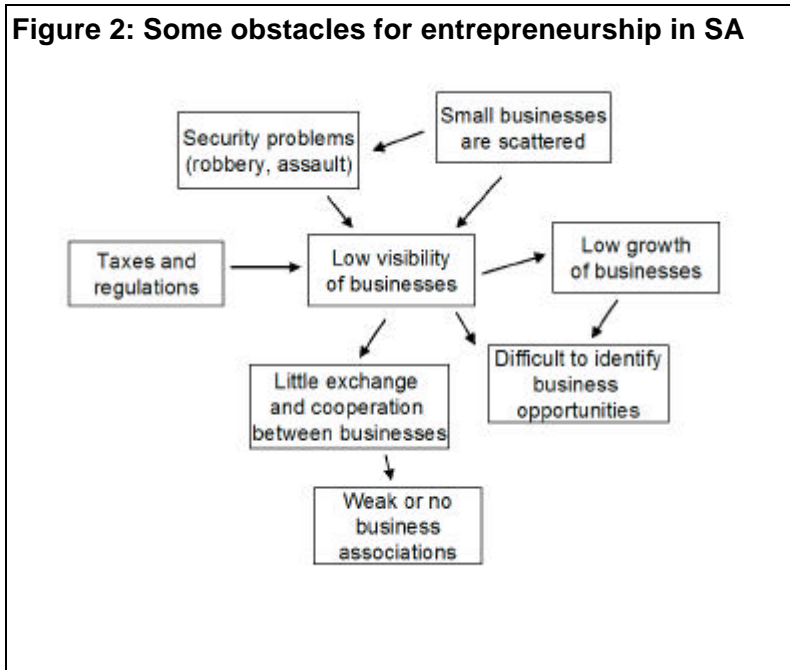 Figure 2: Some obstacles for entrepreneurship in SA
Small businesses
are scattered
Security problems
(robbery, assault)
Taxes and
regulations
Low visibility
of businesses
Low growth
of businesses
Little exchange
and cooperation
between businesses
Difficult to identify
business
opportunities
Weak or no
business
associations